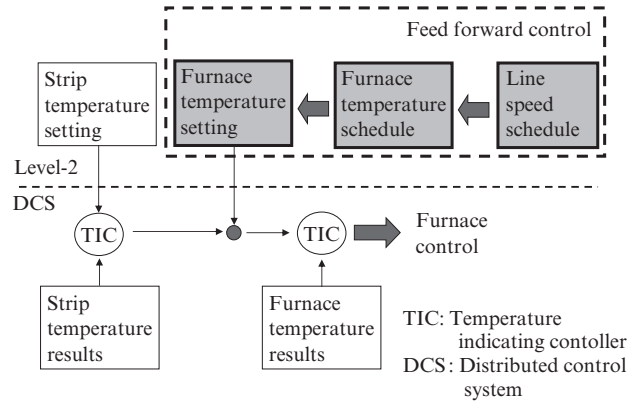 Feed forward control
Strip
temperature
setting
Furnace
temperature
setting
Furnace
temperature
schedule
Line
speed
schedule
Level-2
DCS
TIC
TIC
Furnace
control
Strip
temperature
results
Furnace
temperature
results
TIC: Temperature
indicating contoller
DCS: Distributed control
system